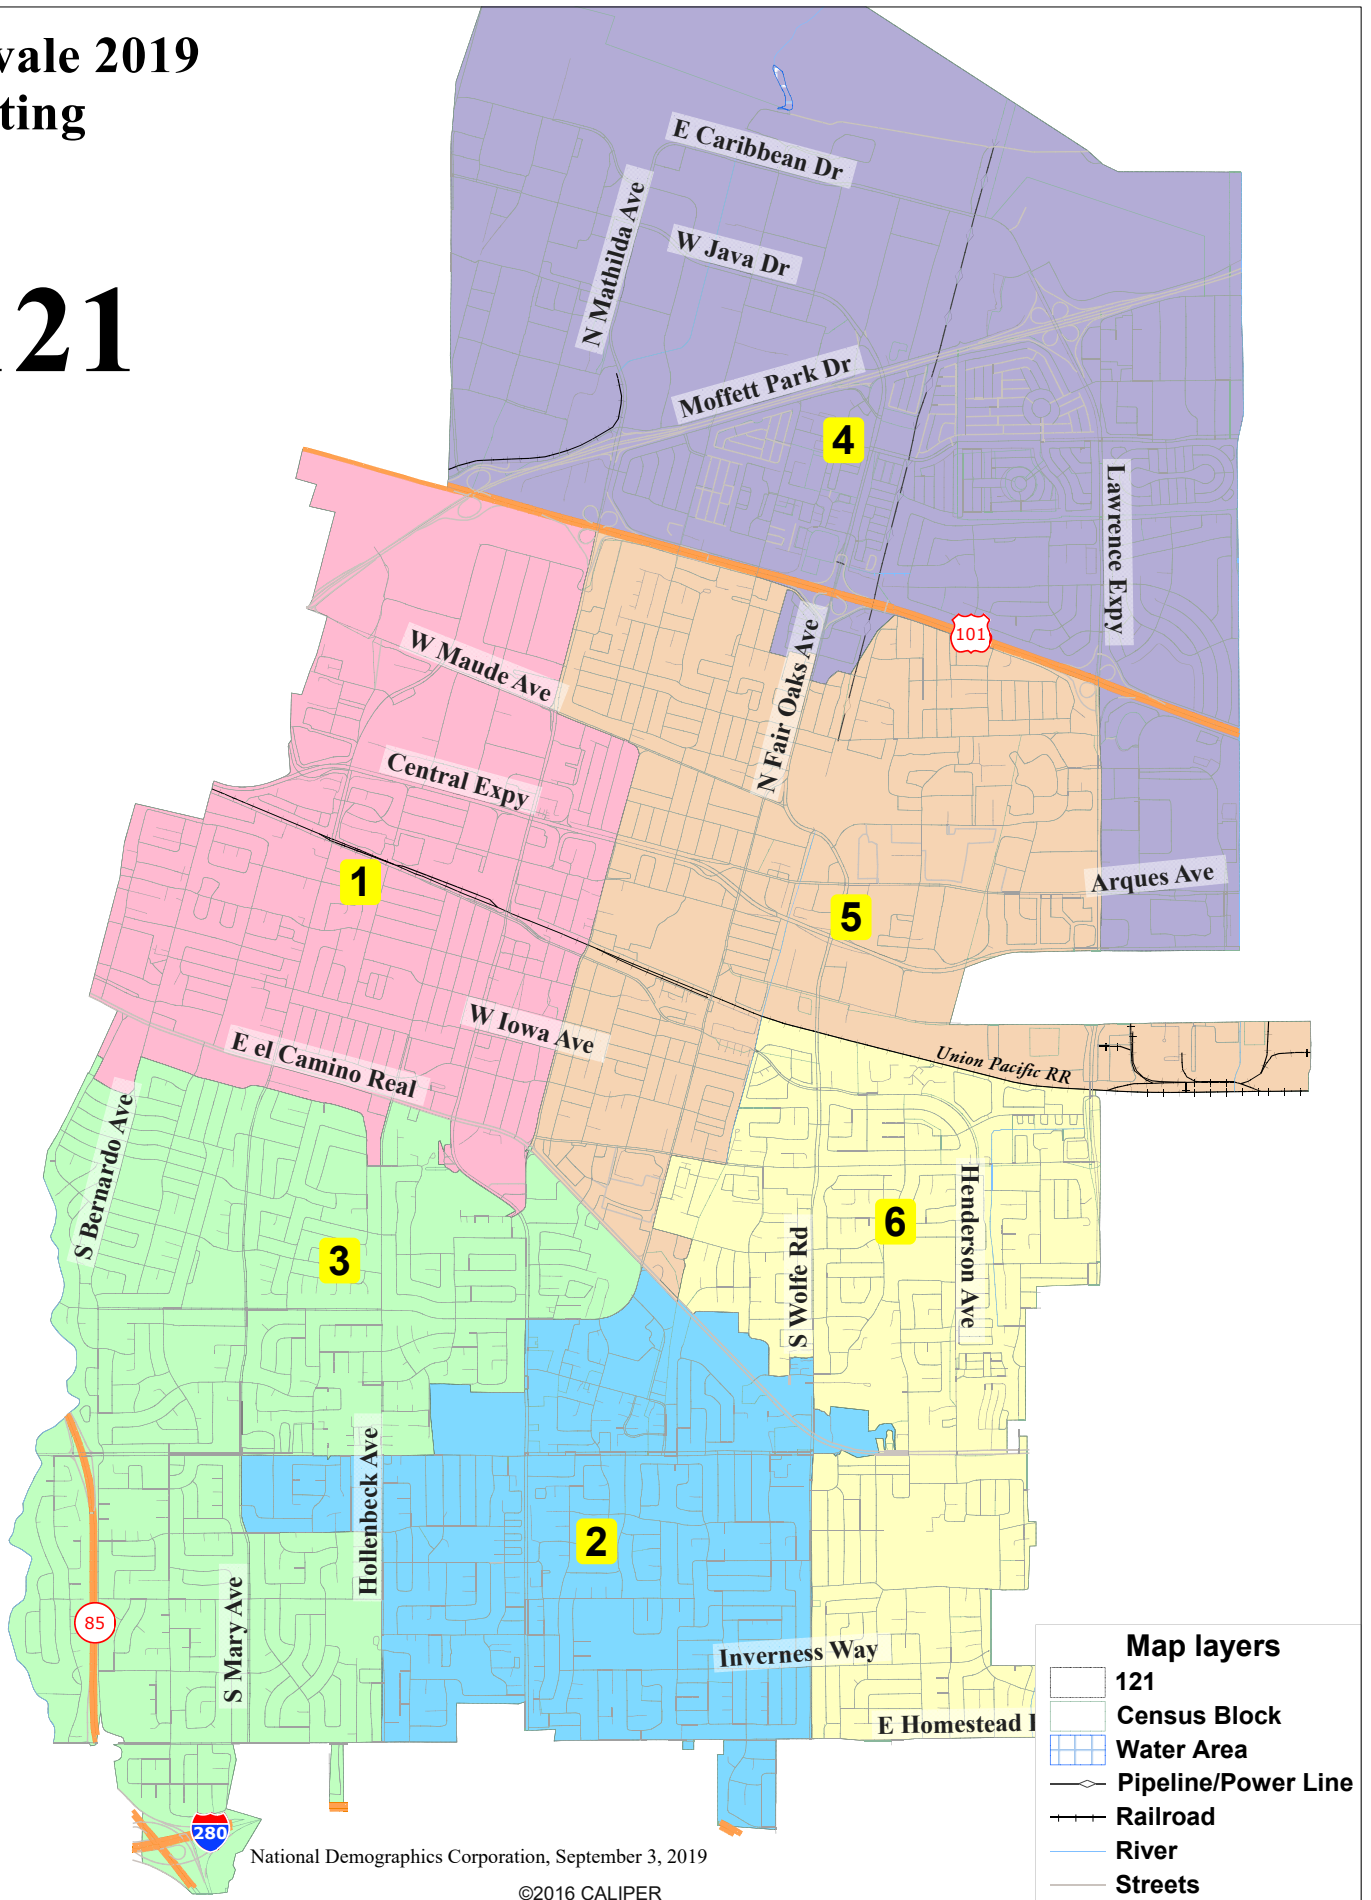 vale 2019
ting
121
E Caribbean Dr
N Mathilda Ave
W Java Dr
Moffett Park Dr
4
Lawrence Expy
101
W Maude Ave
N Fair Oaks Ave
Central Expy
1
Arques Ave
5
W Iowa Ave
E el Camino Real
Union Pacific RR
S Bernardo Ave
Henderson Ave
6
3
S Wolfe Rd
Hollenbeck Ave
2
85
S Mary Ave
Inverness Way
E Homestead
280
Map layers
121
Census Block
Water Area
Pipeline/Power Line
Railroad
River
Streets
National Demographics Corporation, September 3, 2019
©2016 CALIPER